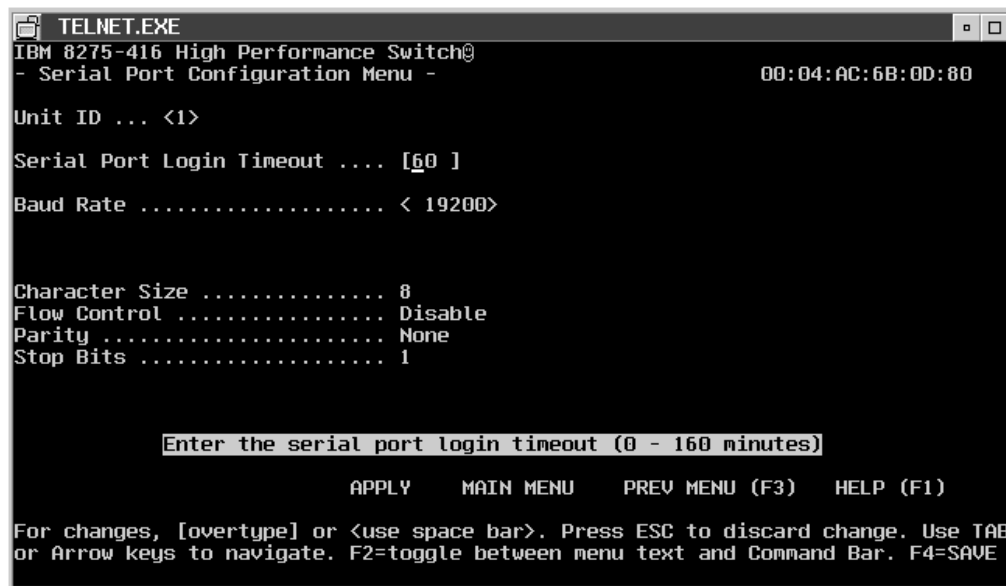 TELNET.EXE
IBM 8275-416 High Performance Switch@
- Serial Port Configuration Menu - 00:04:AC:6B:0D:80
Unit ID ... <1>
Serial Port Login Timeout .... [60 ]
Baud Rate .................... < 19200>
Character Size ............... 8
Flow Control ................. Disable
Parity ....................... None
Stop Bits .................... 1
Enter the serial port login timeout (0 - 160 minutes)
APPLY MAIN MENU PREV MENU (F3) HELP (F1)
For changes, [overtype] or <use space bar>. Press ESC to discard change. Use TAB
or Arrow keys to navigate. F2=toggle between menu text and Command Bar. F4=SAVE